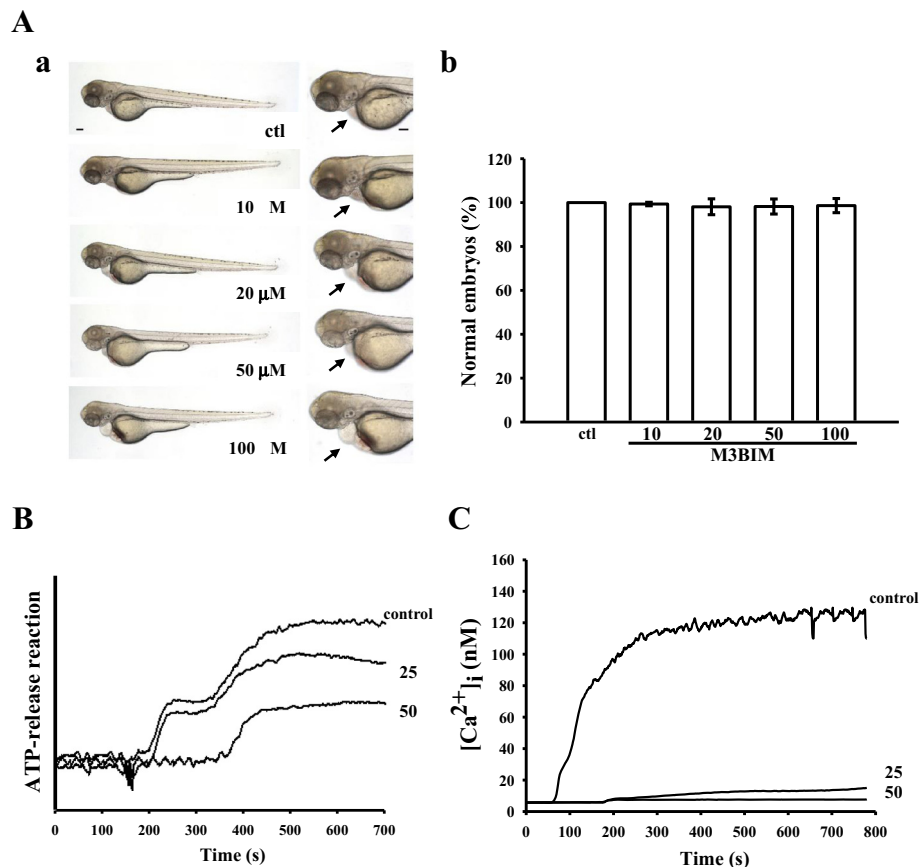 A
a
ctl
10 M
20 μM
50 μM
100 M
b
Normal embryos (%)
120
100
80
60
40
20
0
ctl
10
20
50
100
M3BIM
B
ATP-release reaction
control
25
50
0 100 200 300 400 500 600 700
Time (s)
C
[Ca2+]i (nM)
160
140
120
100
80
60
40
20
0
control
25
50
0 100 200 300 400 500 600 700 800
Time (s)